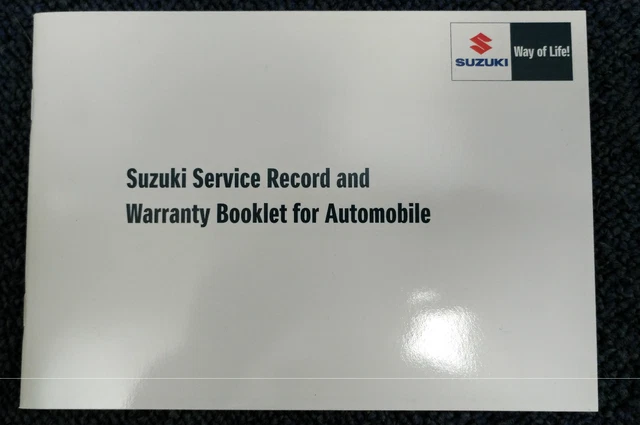 SUZUKI
Way of Life!
Suzuki Service Record and
Warranty Booklet for Automobile